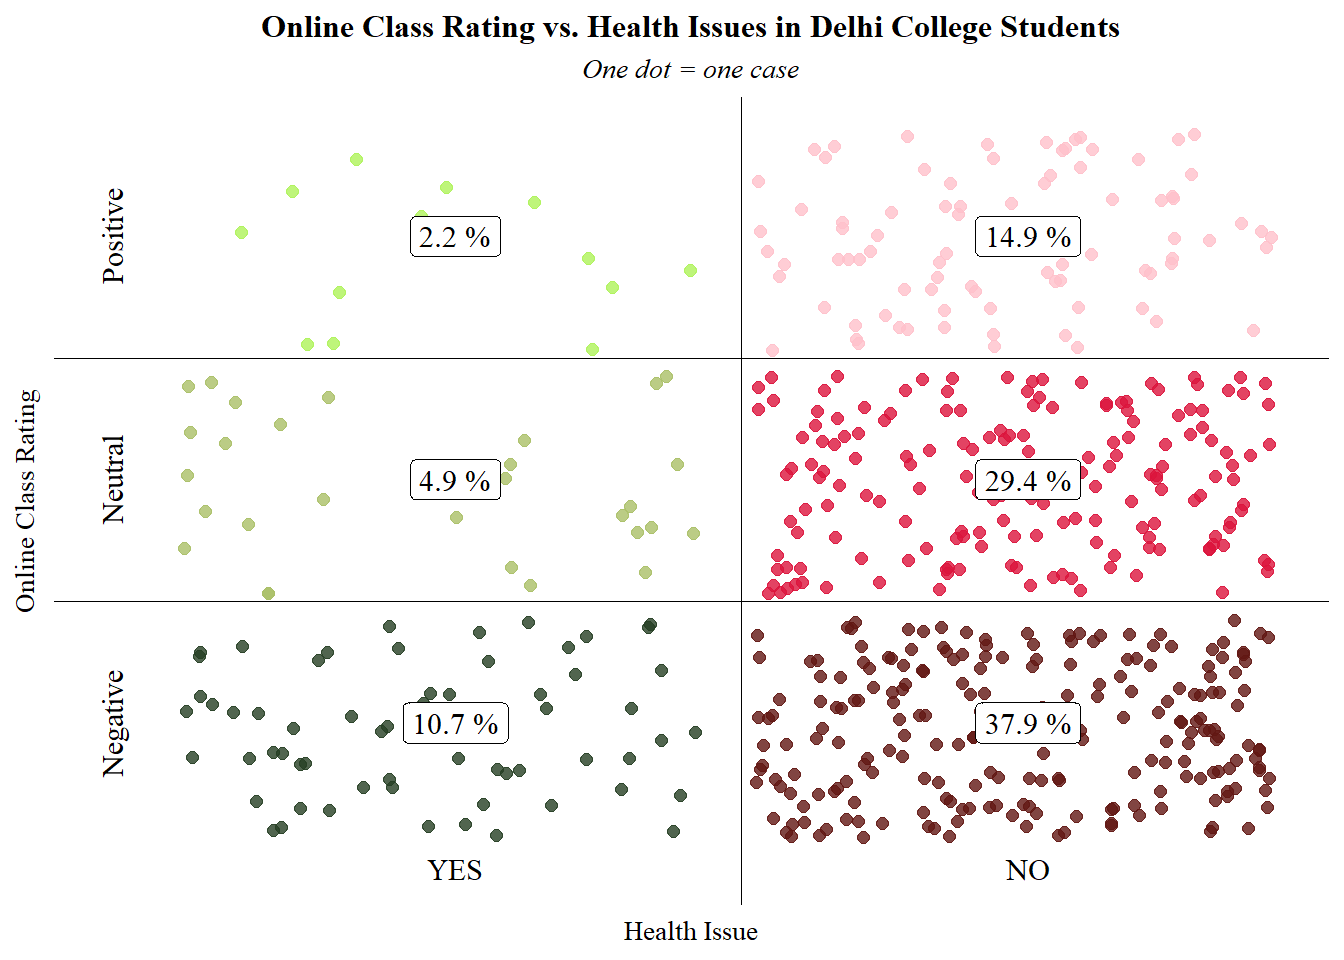 Online Class Rating vs. Health Issues in Delhi College Students
One dot = one case
Positive
2.2 %
14.9 %
Online Class Rating
Neutral
4.9 %
29.4 %
Negative
10.7 %
37.9 %
YES
NO
Health Issue